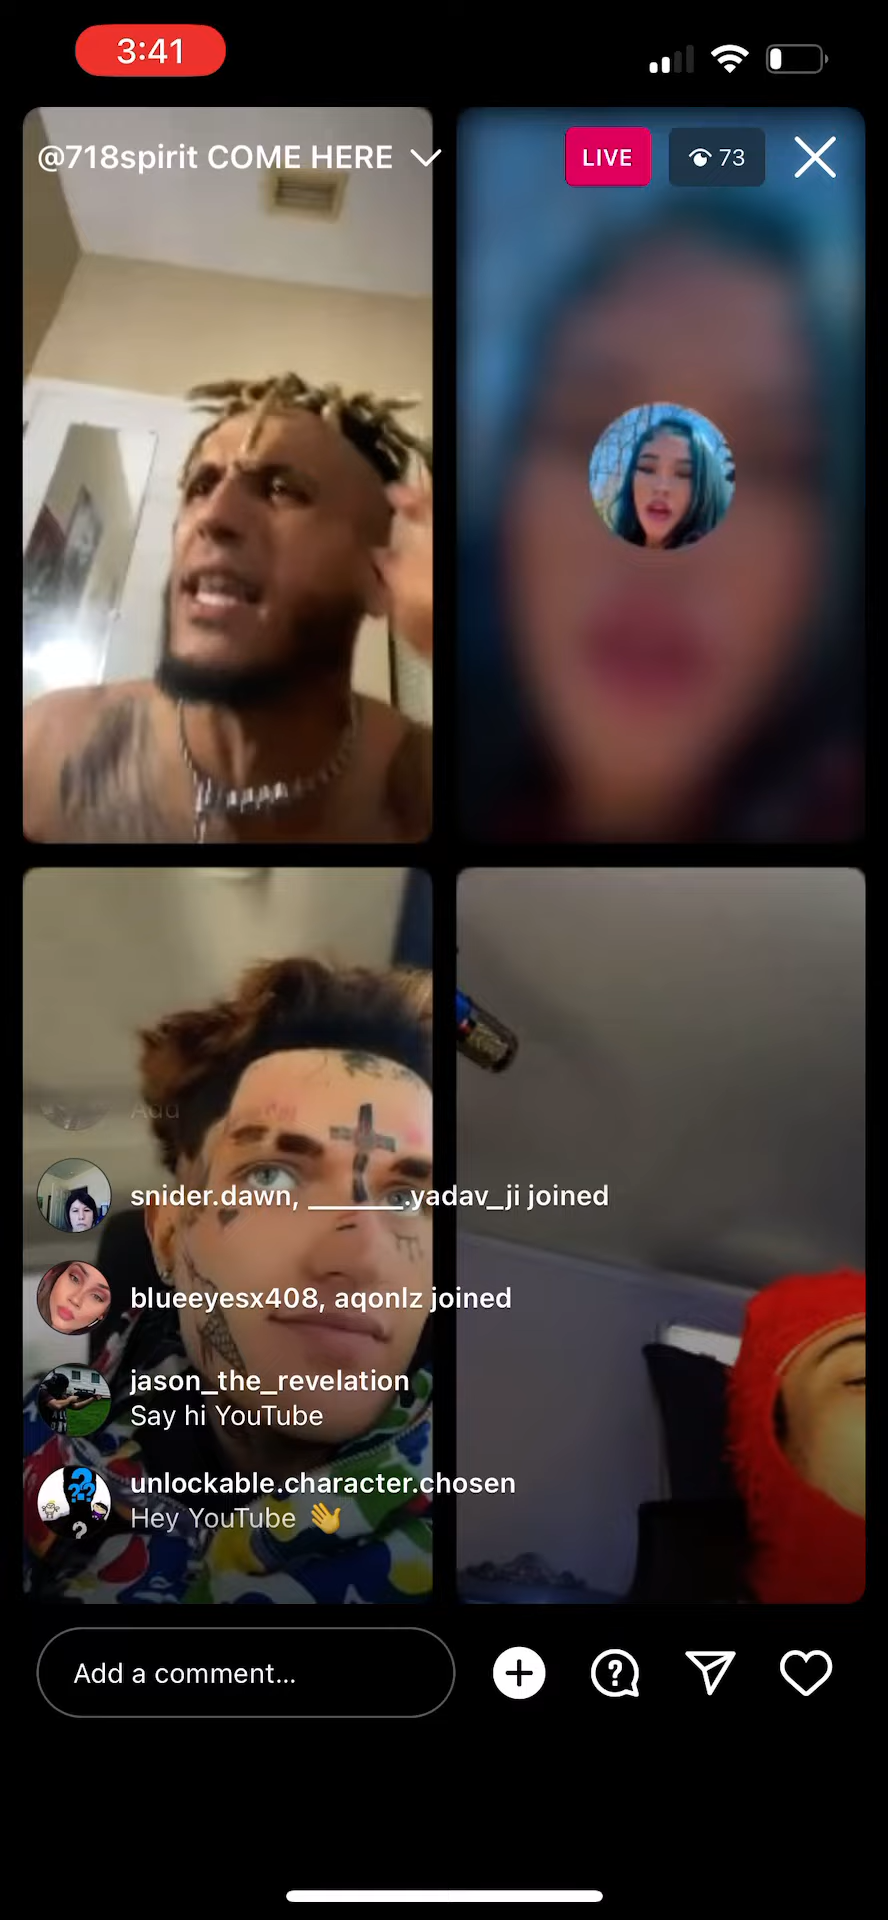 3:41
@718spirit COME HERE
LIVE
73
Add
snider.dawn, _______.yadav_ji joined
blueeyesx408, aqonlz joined
jason_the_revelation
Say hi YouTube
unlockable.character.chosen
Hey YouTube 👋
Add a comment...